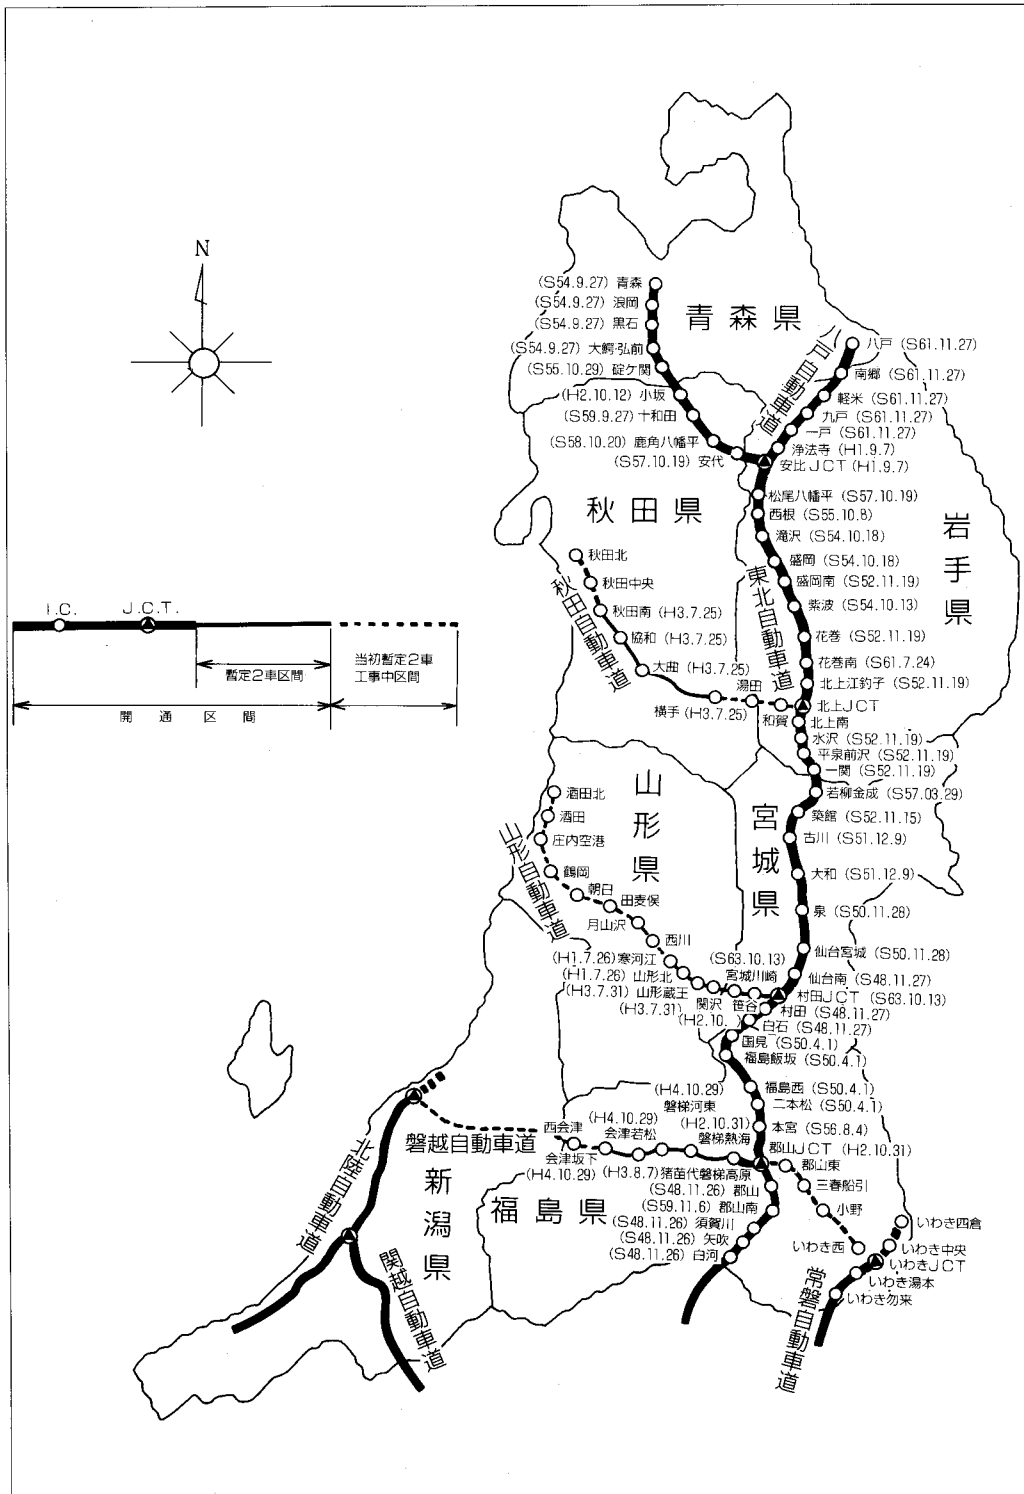 N
(S54.9.27) 青森
(S54.9.27) 浪岡
(S54.9.27) 黒石
(S54.9.27) 大鰐・弘前
(S55.10.29) 碇ケ関
(H2.10.12) 小坂
(S59.9.27) 十和田
(S58.10.20) 鹿角八幡平
(S57.10.19) 安代
青森県
八戸自動車道
八戸 (S61.11.27)
南郷 (S61.11.27)
軽米 (S61.11.27)
九戸 (S61.11.27)
一戸 (S61.11.27)
浄法寺 (H1.9.7)
安比JCT (H1.9.7)
松尾八幡平 (S57.10.19)
西根 (S55.10.8)
滝沢 (S54.10.18)
盛岡 (S54.10.18)
盛岡南 (S52.11.19)
紫波 (S54.10.13)
花巻 (S52.11.19)
花巻南 (S61.7.24)
北上江釣子 (S52.11.19)
北上JCT
北上南
水沢 (S52.11.19)
平泉前沢 (S52.11.19)
一関 (S52.11.19)
若柳金成 (S57.03.29)
築館 (S52.11.15)
古川 (S51.12.9)
大和 (S51.12.9)
泉 (S50.11.28)
仙台宮城 (S50.11.28)
仙台南 (S48.11.27)
村田JCT (S63.10.13)
村田 (S48.11.27)
白石 (S48.11.27)
国見 (S50.4.1)
福島飯坂 (S50.4.1)
福島西 (S50.4.1)
二本松 (S50.4.1)
本宮 (S56.8.4)
郡山JCT (H2.10.31)
東北自動車道
岩手県
秋田県
秋田自動車道
秋田北
秋田中央
秋田南 (H3.7.25)
協和 (H3.7.25)
大曲 (H3.7.25)
横手 (H3.7.25)
湯田
和賀
I.C.
J.C.T.
暫定2車区間
当初暫定2車
工事中区間
開通区間
山形県
宮城県
山形自動車道
酒田北
酒田
庄内空港
鶴岡
朝日
田麦俣
月山沢
西川
(H1.7.26) 寒河江
(H1.7.26) 山形北
(H3.7.31) 山形蔵王
(H3.7.31)
関沢
(H2.10. )
笹谷
(S63.10.13)
宮城川崎
磐越自動車道
西会津
会津坂下
(H4.10.29)
(H4.10.29)
会津若松
(H3.8.7) 猪苗代磐梯高原
(H4.10.29)
磐梯河東
(H2.10.31)
磐梯熱海
(S48.11.26) 郡山
(S59.11.6) 郡山南
(S48.11.26) 須賀川
(S48.11.26) 矢吹
(S48.11.26) 白河
郡山東
三春船引
小野
いわき西
いわき四倉
いわき中央
いわきJCT
いわき湯本
いわき勿来
常磐自動車道
福島県
新潟県
北陸自動車道
関越自動車道